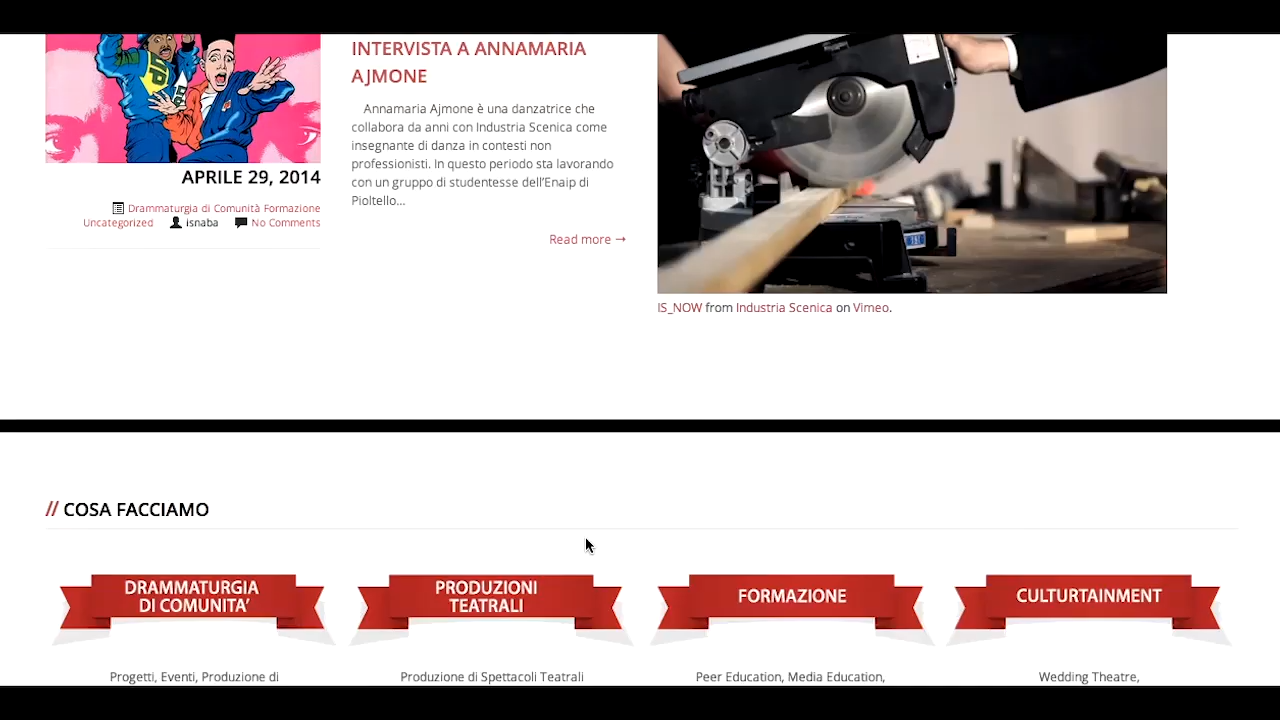 INTERVISTA A ANNAMARIA
AJMONE
Annamaria Ajmone è una danzatrice che
collabora da anni con Industria Scenica come
insegnante di danza in contesti non
professionisti. In questo periodo sta lavorando
con un gruppo di studentesse dell'Enaip di
Pioltello...
Read more →
APRILE 29, 2014
Drammaturgia di Comunità Formazione
Uncategorized isnaba No Comments
IS_NOW from Industria Scenica on Vimeo.
// COSA FACCIAMO
DRAMMATURGIA
DI COMUNITA'
Progetti, Eventi, Produzione di
PRODUZIONI
TEATRALI
Produzione di Spettacoli Teatrali
FORMAZIONE
Peer Education, Media Education,
CULTURTAINMENT
Wedding Theatre,